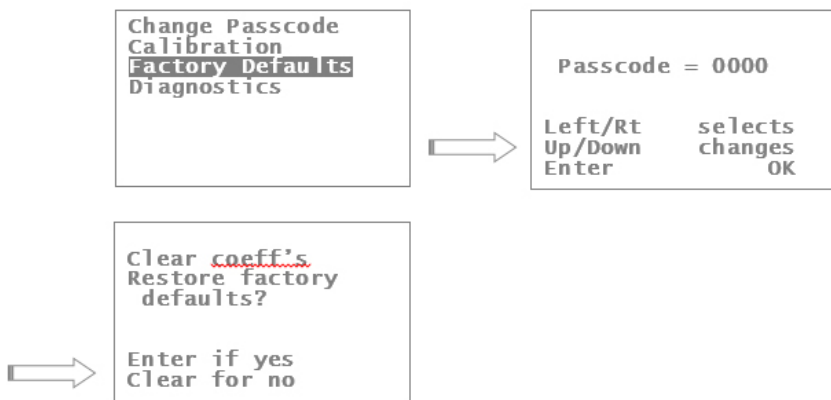 Change Passcode
Calibration
Factory Defaults
Diagnostics
Passcode = 0000
Left/Rt selects
Up/Down changes
Enter OK
Clear coeff's
Restore factory
defaults?
Enter if yes
Clear for no